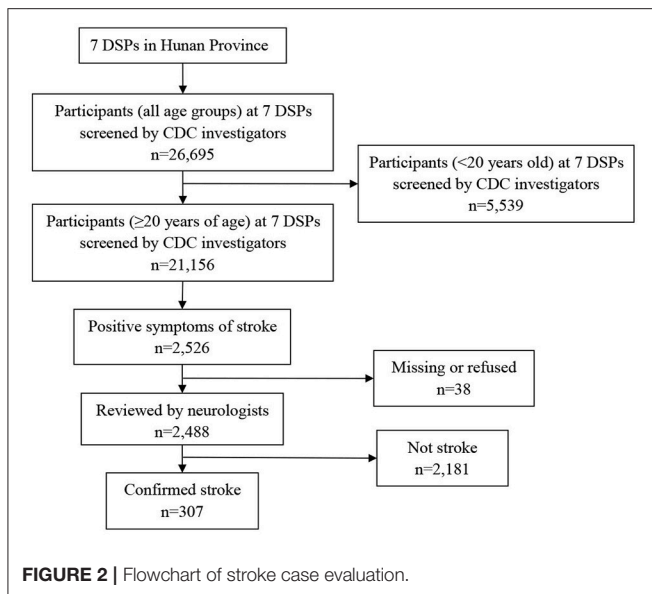 7 DSPs in Hunan Province
Participants (all age groups) at 7 DSPs
screened by CDC investigators
n=26,695
Participants (<20 years old) at 7 DSPs
screened by CDC investigators
n=5,539
Participants (≥20 years of age) at 7 DSPs
screened by CDC investigators
n=21,156
Positive symptoms of stroke
n=2,526
Missing or refused
n=38
Reviewed by neurologists
n=2,488
Not stroke
n=2,181
Confirmed stroke
n=307
FIGURE 2 | Flowchart of stroke case evaluation.